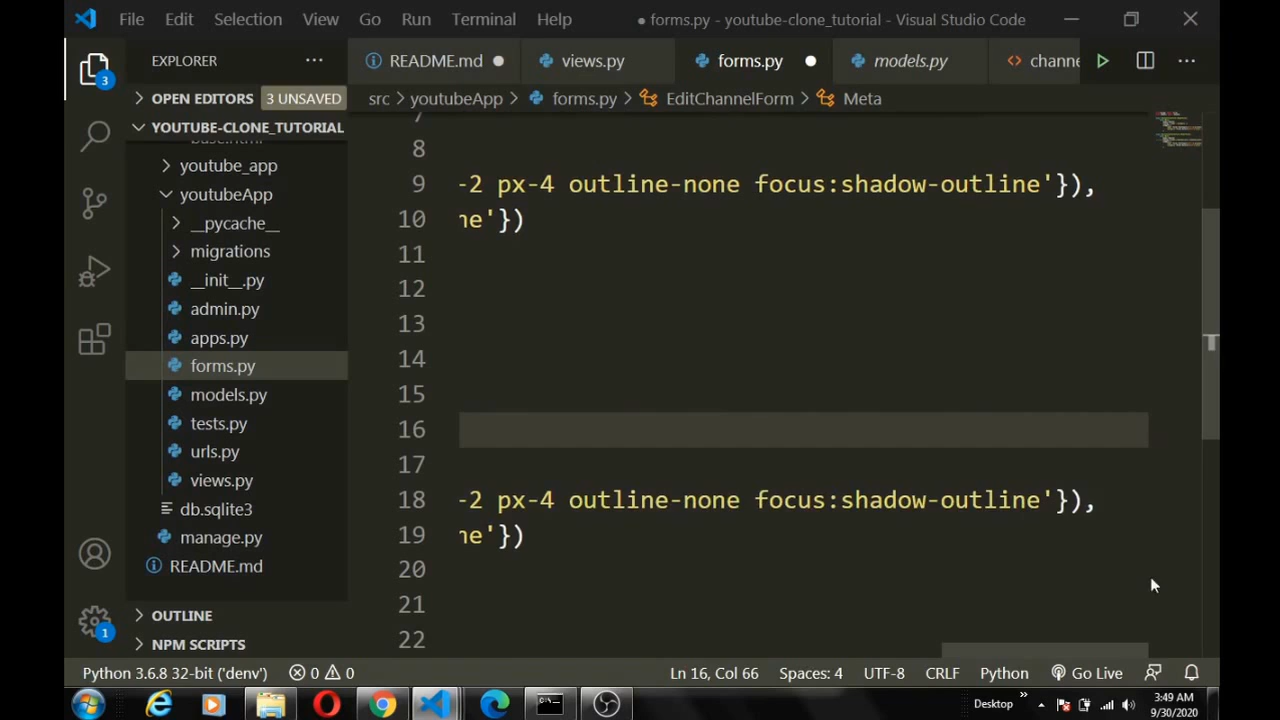 File Edit Selection View Go Run Terminal Help
● forms.py - youtube-clone_tutorial - Visual Studio Code
EXPLORER
README.md
views.py
forms.py
models.py
channe
OPEN EDITORS 3 UNSAVED
src > youtubeApp > forms.py > EditChannelForm > Meta
YOUTUBE-CLONE_TUTORIAL
base.html
youtube_app
youtubeApp
__pycache__
migrations
__init__.py
admin.py
apps.py
forms.py
models.py
tests.py
urls.py
views.py
db.sqlite3
manage.py
README.md
OUTLINE
NPM SCRIPTS
3
1
7
8
9 -2 px-4 outline-none focus:shadow-outline'}),
10 ne'})
11
12
13
14
15
16
17
18 -2 px-4 outline-none focus:shadow-outline'}),
19 ne'})
20
21
22
Python 3.6.8 32-bit ('denv') 0 0 Ln 16, Col 66 Spaces: 4 UTF-8 CRLF Python Go Live
Desktop » 3:49 AM
9/30/2020